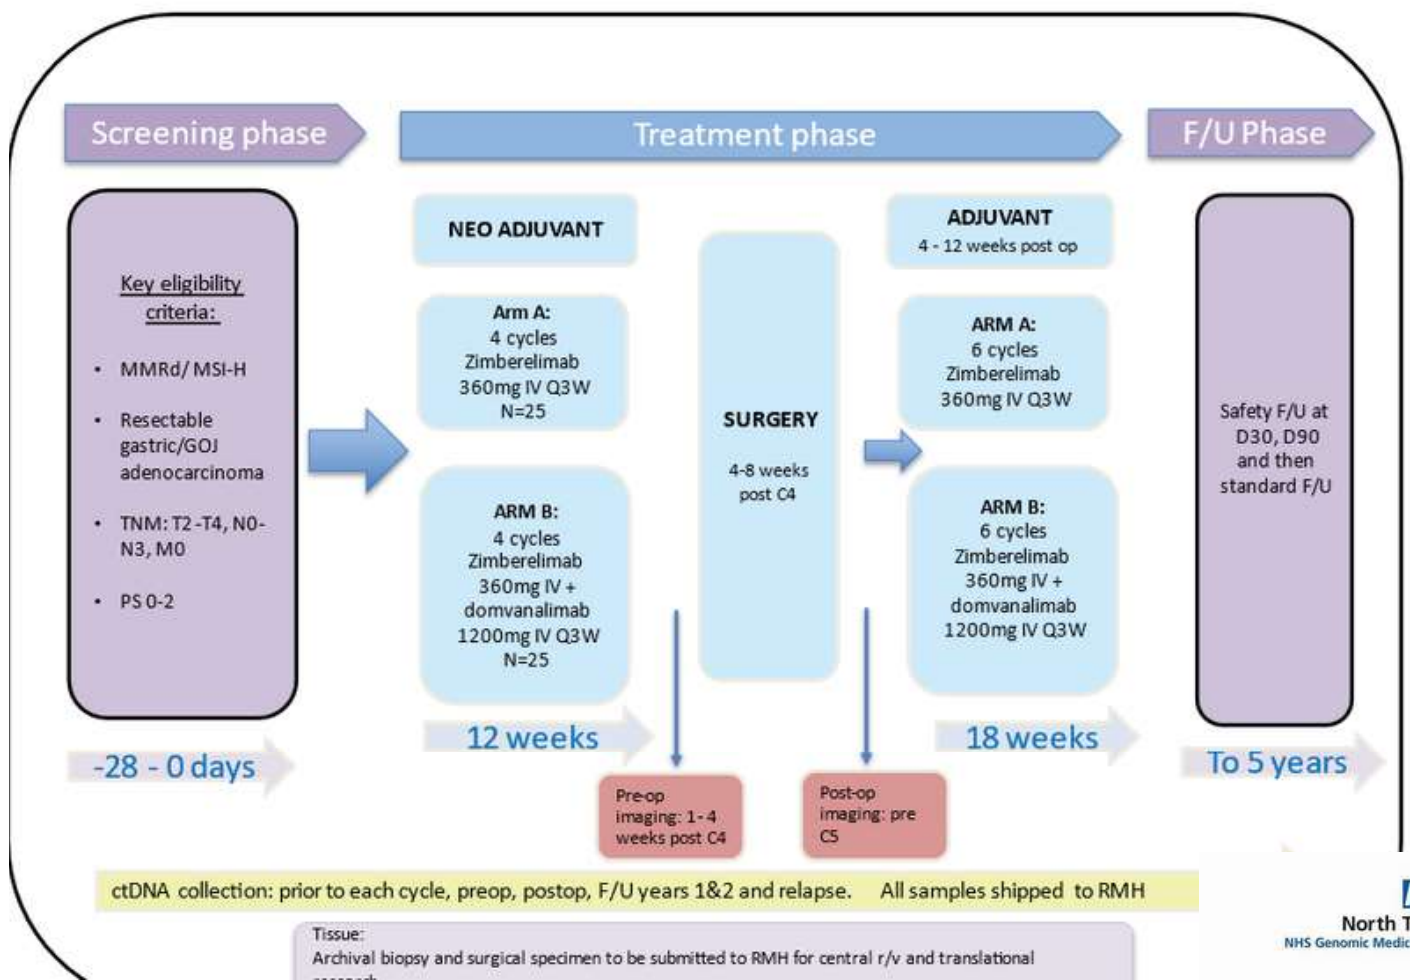 Screening phase
Treatment phase
F/U Phase
Key eligibility
criteria:
• MMRd/ MSI-H
• Resectable
gastric/GOJ
adenocarcinoma
• TNM: T2 -T4, N0-
N3, M0
• PS 0-2
-28 - 0 days
NEO ADJUVANT
Arm A:
4 cycles
Zimberelimab
360mg IV Q3W
N=25
ARM B:
4 cycles
Zimberelimab
360mg IV +
domvanalimab
1200mg IV Q3W
N=25
12 weeks
SURGERY
4-8 weeks
post C4
Pre-op
imaging: 1- 4
weeks post C4
Post-op
imaging: pre
C5
ADJUVANT
4 - 12 weeks post op
ARM A:
6 cycles
Zimberelimab
360mg IV Q3W
ARM B:
6 cycles
Zimberelimab
360mg IV +
domvanalimab
1200mg IV Q3W
18 weeks
Safety F/U at
D30, D90
and then
standard F/U
To 5 years
ctDNA collection: prior to each cycle, preop, postop, F/U years 1&2 and relapse. All samples shipped to RMH
Tissue:
Archival biopsy and surgical specimen to be submitted to RMH for central r/v and translational
North T
NHS Genomic Medic